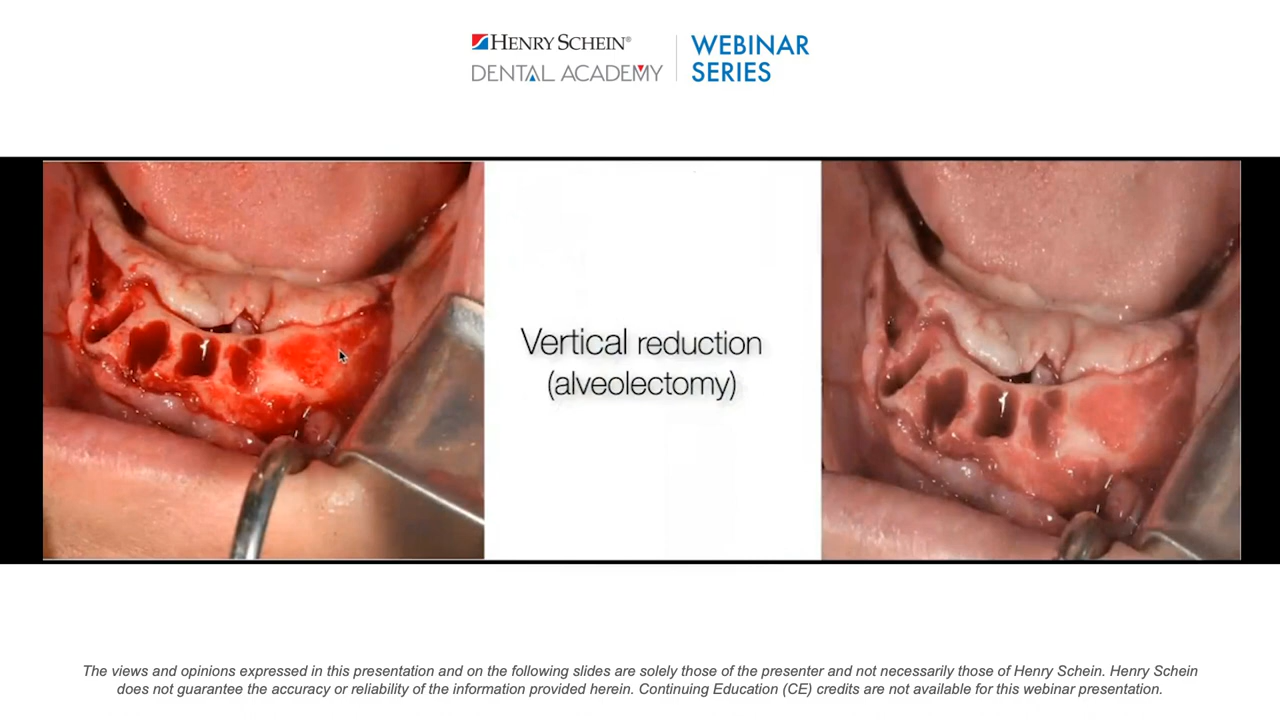 HENRY SCHEIN®
DENTAL ACADEMY
WEBINAR
SERIES
Vertical reduction
(alveolectomy)
The views and opinions expressed in this presentation and on the following slides are solely those of the presenter and not necessarily those of Henry Schein. Henry Schein
does not guarantee the accuracy or reliability of the information provided herein. Continuing Education (CE) credits are not available for this webinar presentation.